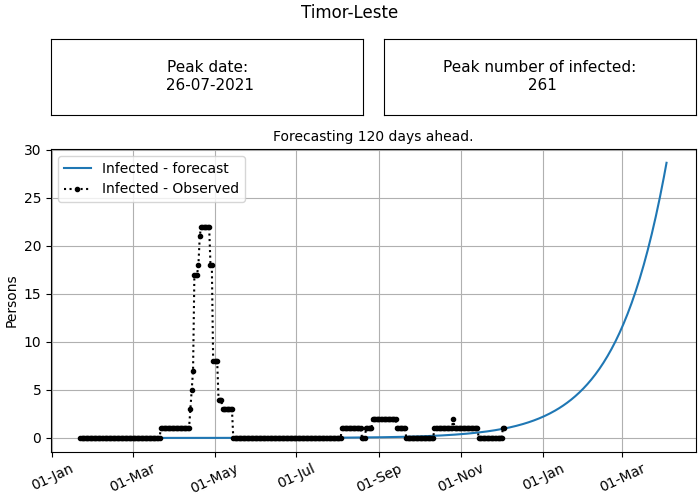 Timor-Leste
Peak date:
26-07-2021
Peak number of infected:
261
Forecasting 120 days ahead.
Infected - forecast
Infected - Observed
Persons
30
25
20
15
10
5
0
01-Jan
01-Mar
01-May
01-Jul
01-Sep
01-Nov
01-Jan
01-Mar